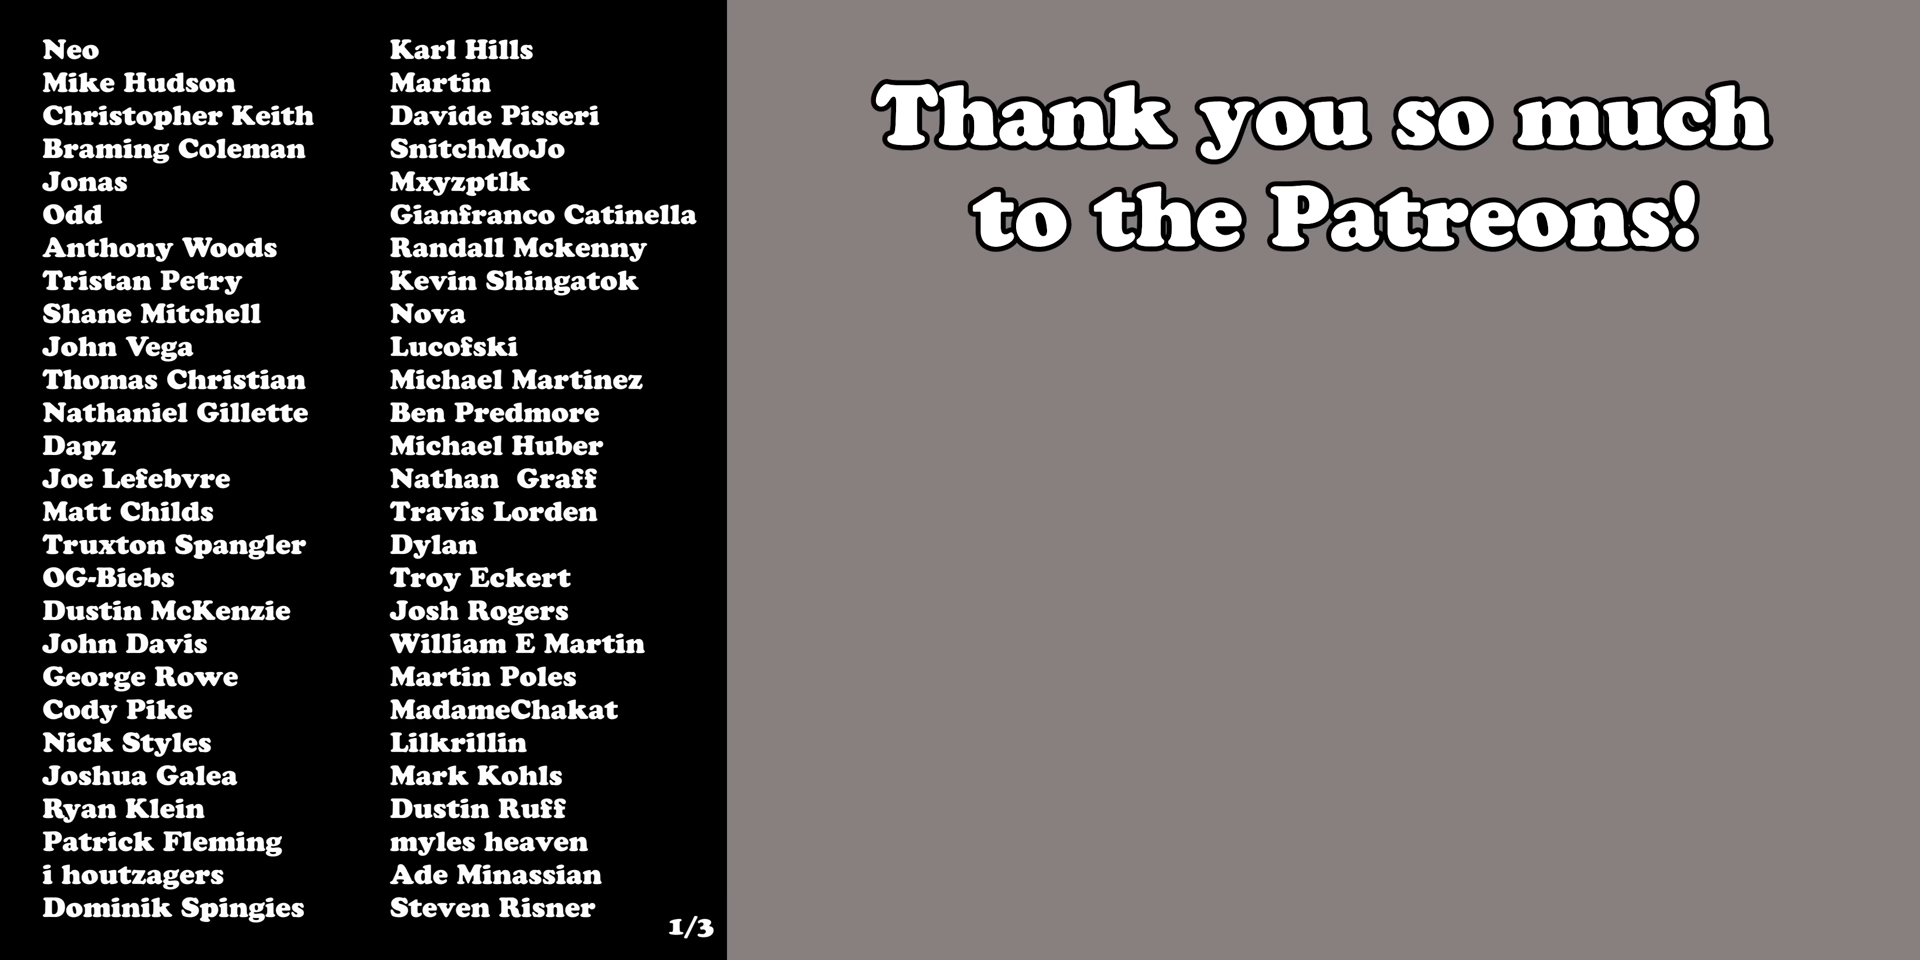 Neo
Mike Hudson
Christopher Keith
Braming Coleman
Jonas
Odd
Anthony Woods
Tristan Petry
Shane Mitchell
John Vega
Thomas Christian
Nathaniel Gillette
Dapz
Joe Lefebvre
Matt Childs
Truxton Spangler
OG-Biebs
Dustin McKenzie
John Davis
George Rowe
Cody Pike
Nick Styles
Joshua Galea
Ryan Klein
Patrick Fleming
i houtzagers
Dominik Spingies
Karl Hills
Martin
Davide Pisseri
SnitchMoJo
Mxyzptlk
Gianfranco Catinella
Randall Mckenny
Kevin Shingatok
Nova
Lucofski
Michael Martinez
Ben Predmore
Michael Huber
Nathan  Graff
Travis Lorden
Dylan
Troy Eckert
Josh Rogers
William E Martin
Martin Poles
MadameChakat
Lilkrillin
Mark Kohls
Dustin Ruff
myles heaven
Ade Minassian
Steven Risner
1/3
Thank you so much
to the Patreons!